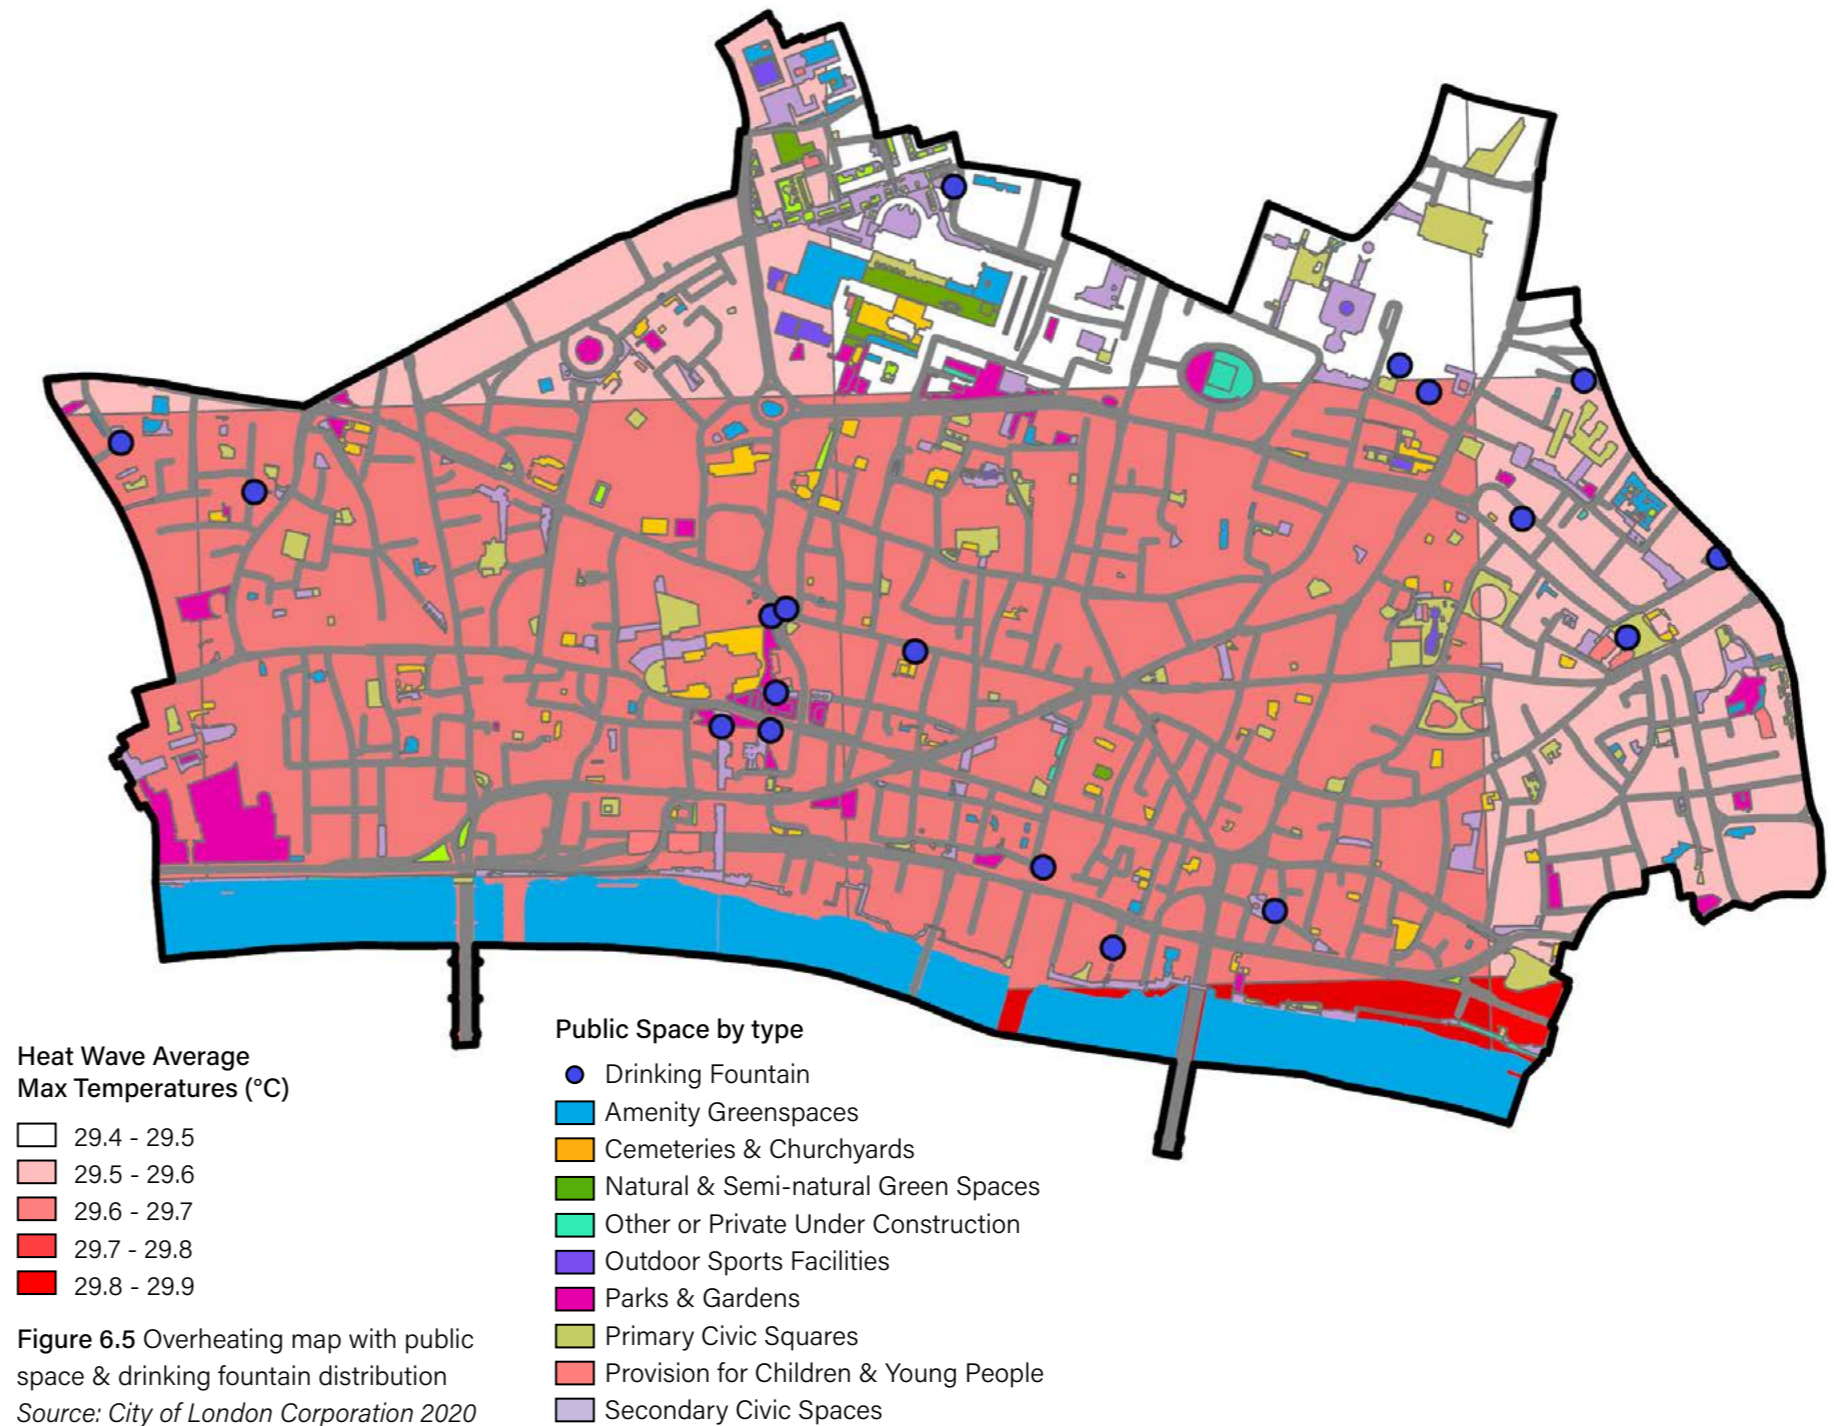 Heat Wave Average
Max Temperatures (°C)
29.4 - 29.5
29.5 - 29.6
29.6 - 29.7
29.7 - 29.8
29.8 - 29.9
Figure 6.5 Overheating map with public
space & drinking fountain distribution
Source: City of London Corporation 2020
Public Space by type
Drinking Fountain
Amenity Greenspaces
Cemeteries & Churchyards
Natural & Semi-natural Green Spaces
Other or Private Under Construction
Outdoor Sports Facilities
Parks & Gardens
Primary Civic Squares
Provision for Children & Young People
Secondary Civic Spaces